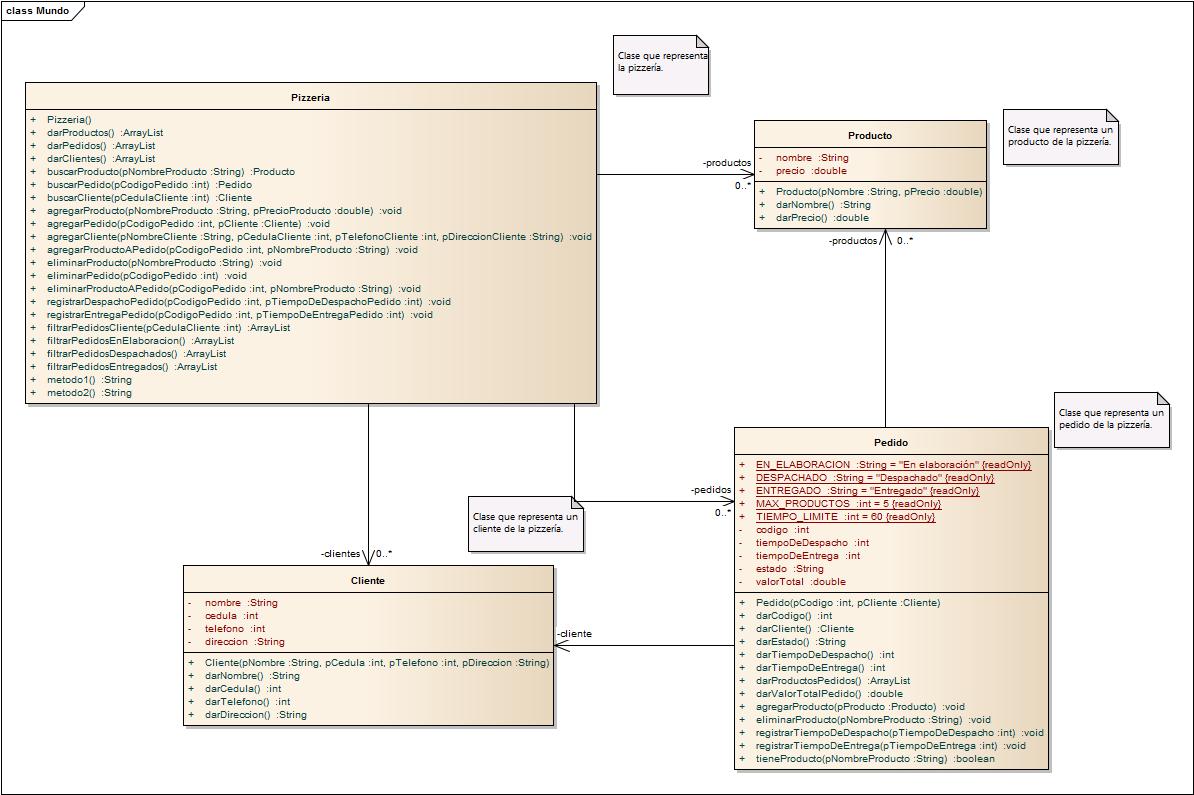 class Mundo
Clase que representa
la pizzería.
Pizzeria
+ Pizzeria()
+ darProductos() :ArrayList
+ darPedidos() :ArrayList
+ darClientes() :ArrayList
+ buscarProducto(pNombreProducto :String) :Producto
+ buscarPedido(pCodigoPedido :int) :Pedido
+ buscarCliente(pCedulaCliente :int) :Cliente
+ agregarProducto(pNombreProducto :String, pPrecioProducto :double) :void
+ agregarPedido(pCodigoPedido :int, pCliente :Cliente) :void
+ agregarCliente(pNombreCliente :String, pCedulaCliente :int, pTelefonoCliente :int, pDireccionCliente :String) :void
+ agregarProductoAPedido(pCodigoPedido :int, pNombreProducto :String) :void
+ eliminarProducto(pNombreProducto :String) :void
+ eliminarPedido(pCodigoPedido :int) :void
+ eliminarProductoAPedido(pCodigoPedido :int, pNombreProducto :String) :void
+ registrarDespachoPedido(pCodigoPedido :int, pTiempoDeDespachoPedido :int) :void
+ registrarEntregaPedido(pCodigoPedido :int, pTiempoDeEntregaPedido :int) :void
+ filtrarPedidosCliente(pCedulaCliente :int) :ArrayList
+ filtrarPedidosEnElaboracion() :ArrayList
+ filtrarPedidosDespachados() :ArrayList
+ filtrarPedidosEntregados() :ArrayList
+ metodo1() :String
+ metodo2() :String
-productos
0..*
Producto
- nombre :String
- precio :double
+ Producto(pNombre :String, pPrecio :double)
+ darNombre() :String
+ darPrecio() :double
Clase que representa un
producto de la pizzería.
-productos 0..*
Clase que representa un
pedido de la pizzería.
-pedidos
0..*
Pedido
+ EN_ELABORACION :String = "En elaboración" {readOnly}
+ DESPACHADO :String = "Despachado" {readOnly}
+ ENTREGADO :String = "Entregado" {readOnly}
+ MAX_PRODUCTOS :int = 5 {readOnly}
+ TIEMPO_LIMITE :int = 60 {readOnly}
- codigo :int
- tiempoDeDespacho :int
- tiempoDeEntrega :int
- estado :String
- valorTotal :double
+ Pedido(pCodigo :int, pCliente :Cliente)
+ darCodigo() :int
+ darCliente() :Cliente
+ darEstado() :String
+ darTiempoDeDespacho() :int
+ darTiempoDeEntrega() :int
+ darProductosPedidos() :ArrayList
+ darValorTotalPedido() :double
+ agregarProducto(pProducto :Producto) :void
+ eliminarProducto(pNombreProducto :String) :void
+ registrarTiempoDeDespacho(pTiempoDeDespacho :int) :void
+ registrarTiempoDeEntrega(pTiempoDeEntrega :int) :void
+ tieneProducto(pNombreProducto :String) :boolean
Clase que representa un
cliente de la pizzería.
-clientes 0..*
Cliente
- nombre :String
- cedula :int
- telefono :int
- direccion :String
+ Cliente(pNombre :String, pCedula :int, pTelefono :int, pDireccion :String)
+ darNombre() :String
+ darCedula() :int
+ darTelefono() :int
+ darDireccion() :String
-cliente